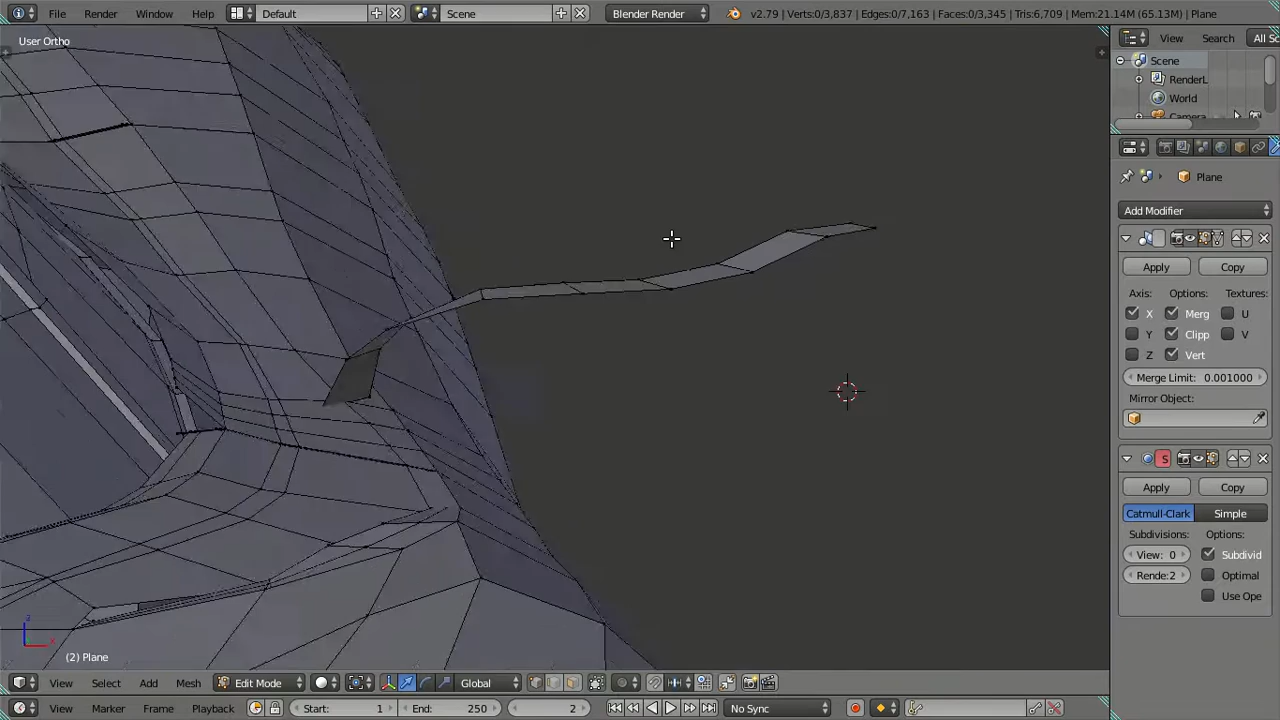 File Render Window Help Default Scene Blender Render v2.79 | Verts:0/3,837 | Edges:0/7,163 | Faces:0/3,345 | Tris:6,709 | Mem:21.14M (65.13M) | Plane
User Ortho
View Search All Sc
Scene
RenderL
World
Camera
Plane
Add Modifier
Apply Copy
Axis: Options: Textures:
X Merg U
Y Clipp V
Z Vert
Merge Limit: 0.001000
Mirror Object:
S
Apply Copy
Catmull-Clark Simple
Subdivisions: Options:
View: 0 Subdivid
Rende:2 Optimal
Use Ope
z
x
(2) Plane
View Select Add Mesh Edit Mode Global
View Marker Frame Playback Start: 1 End: 250 2 No Sync